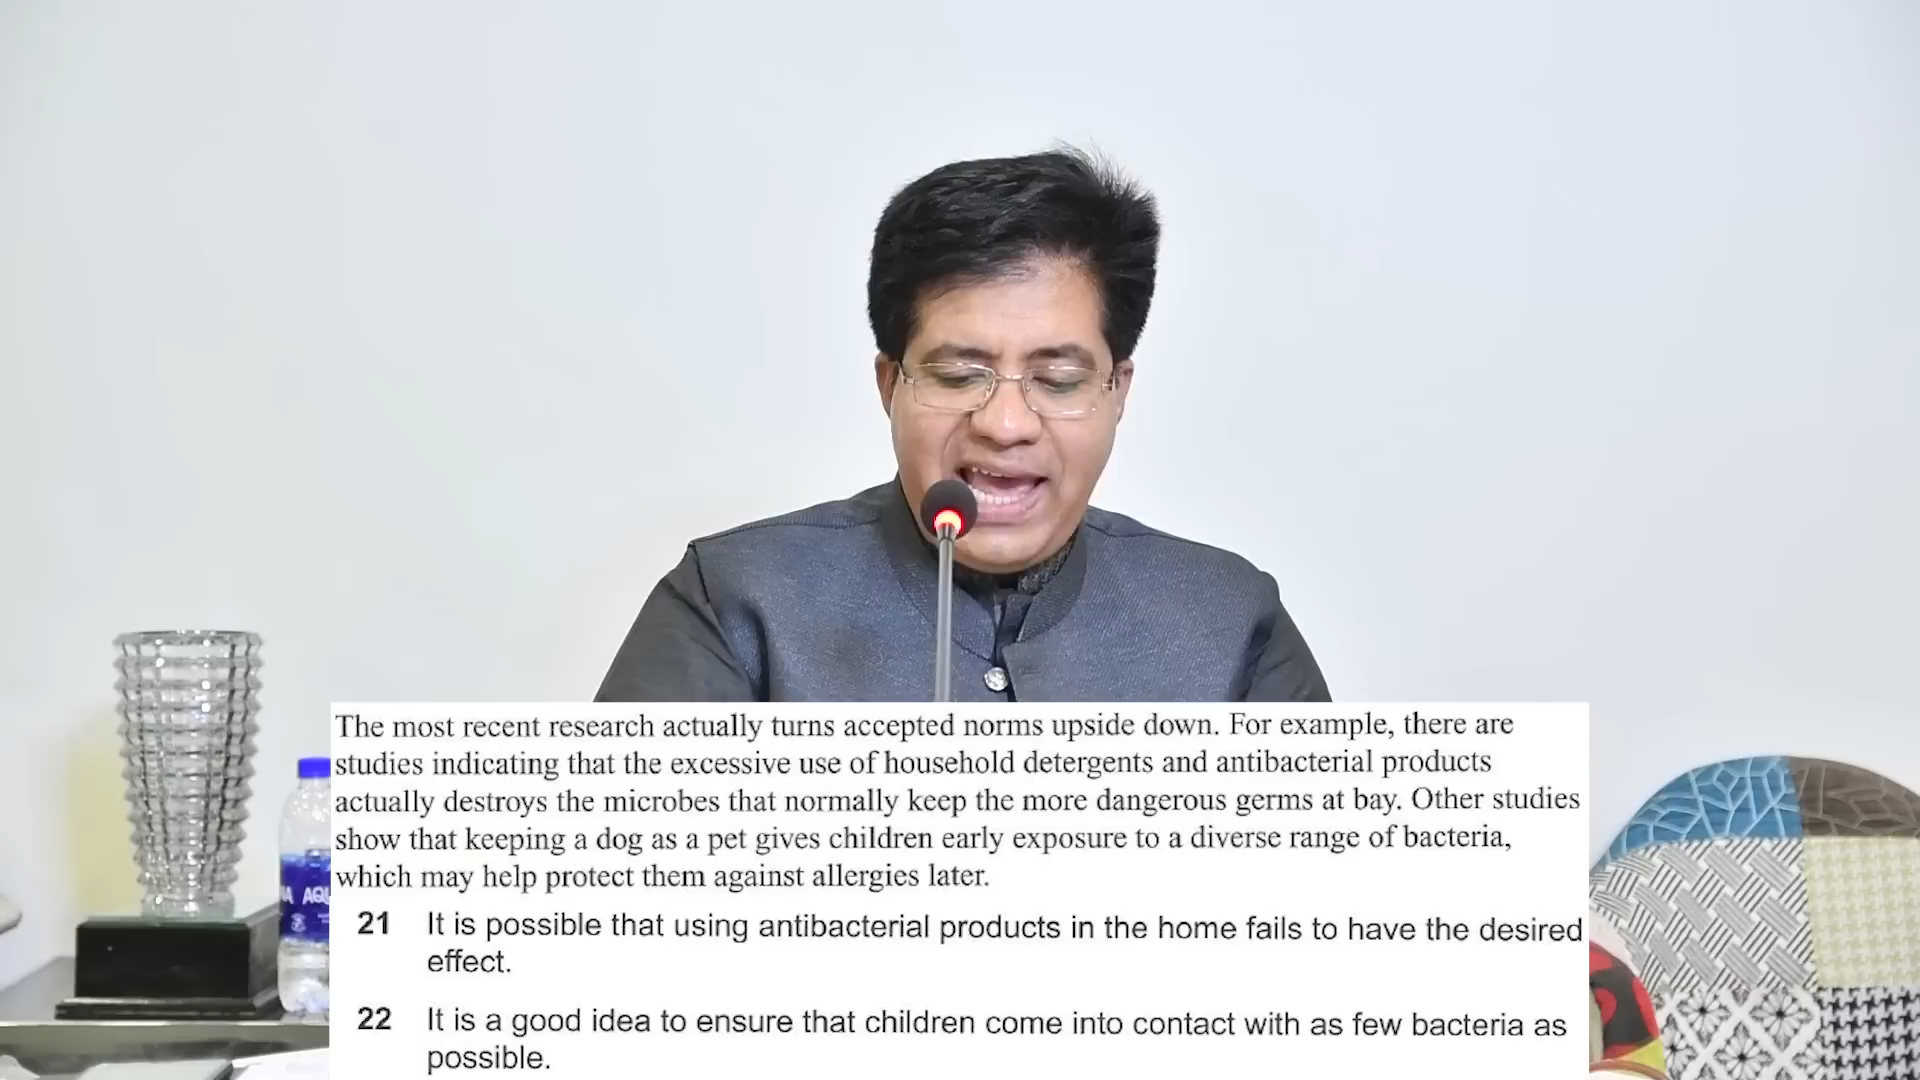 The most recent research actually turns accepted norms upside down. For example, there are
studies indicating that the excessive use of household detergents and antibacterial products
actually destroys the microbes that normally keep the more dangerous germs at bay. Other studies
show that keeping a dog as a pet gives children early exposure to a diverse range of bacteria,
which may help protect them against allergies later.
21 It is possible that using antibacterial products in the home fails to have the desired
effect.
22 It is a good idea to ensure that children come into contact with as few bacteria as
possible.